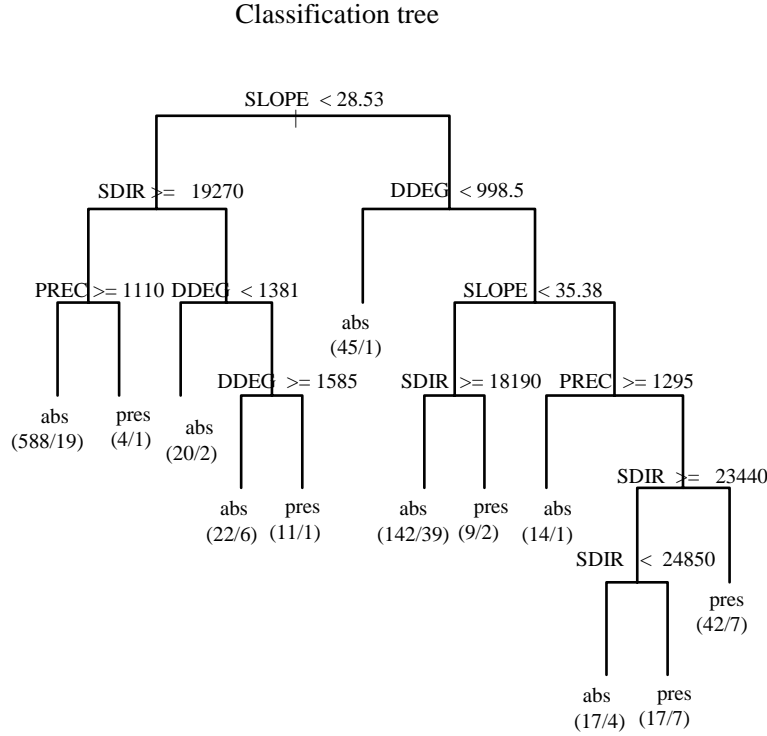 Classification tree
SLOPE < 28.53
SDIR >= 19270
DDEG < 998.5
PREC >= 1110
DDEG < 1381
SLOPE < 35.38
abs
(45/1)
DDEG >= 1585
SDIR >= 18190
PREC >= 1295
abs
(588/19)
pres
(4/1)
abs
(20/2)
SDIR >= 23440
abs
(22/6)
pres
(11/1)
abs
(142/39)
pres
(9/2)
abs
(14/1)
SDIR < 24850
pres
(42/7)
abs
(17/4)
pres
(17/7)